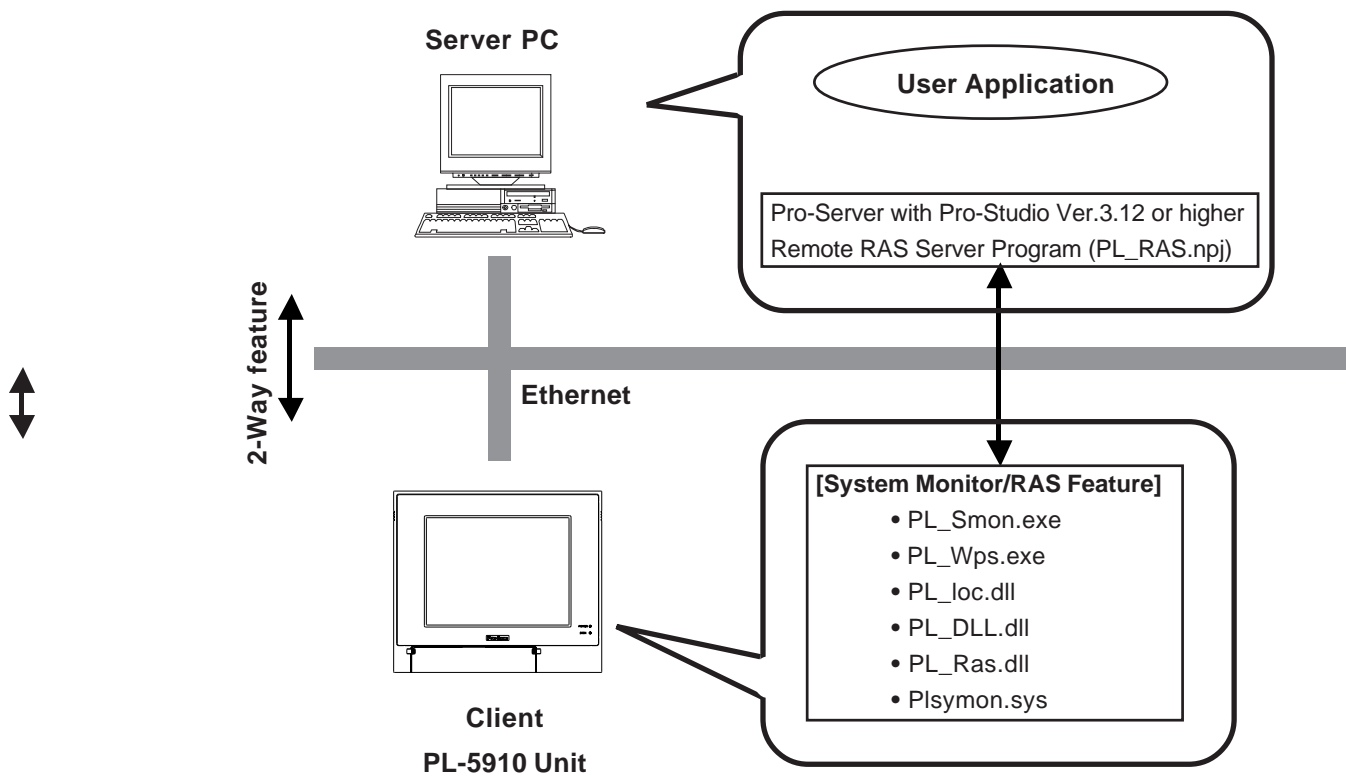 Server PC
User Application
Pro-Server with Pro-Studio Ver.3.12 or higher
Remote RAS Server Program (PL_RAS.npj)
2-Way feature
Ethernet
[System Monitor/RAS Feature]
• PL_Smon.exe
• PL_Wps.exe
• PL_Ioc.dll
• PL_DLL.dll
• PL_Ras.dll
• Plsymon.sys
Client
PL-5910 Unit